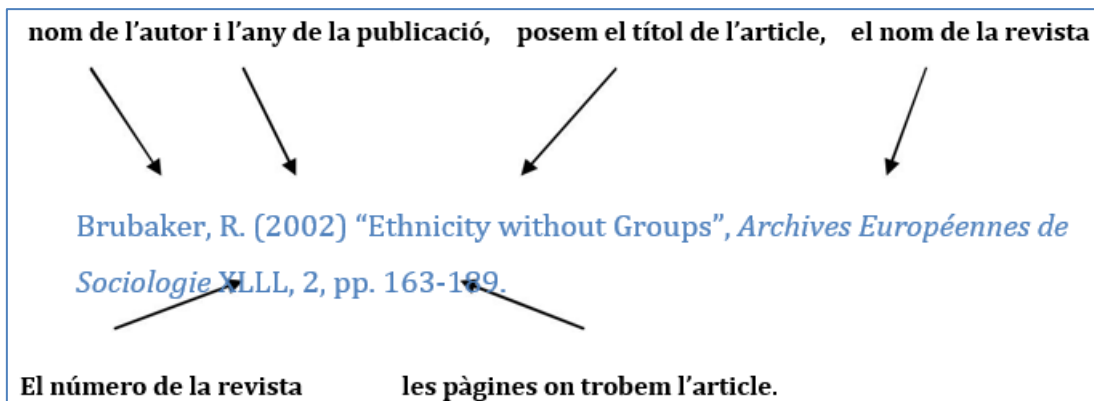 nom de l'autor i l'any de la publicació, posem el títol de l'article, el nom de la revista
Brubaker, R. (2002) “Ethnicity without Groups”, Archives Européennes de
Sociologie XLLL, 2, pp. 163-189.
El número de la revista les pàgines on trobem l'article.